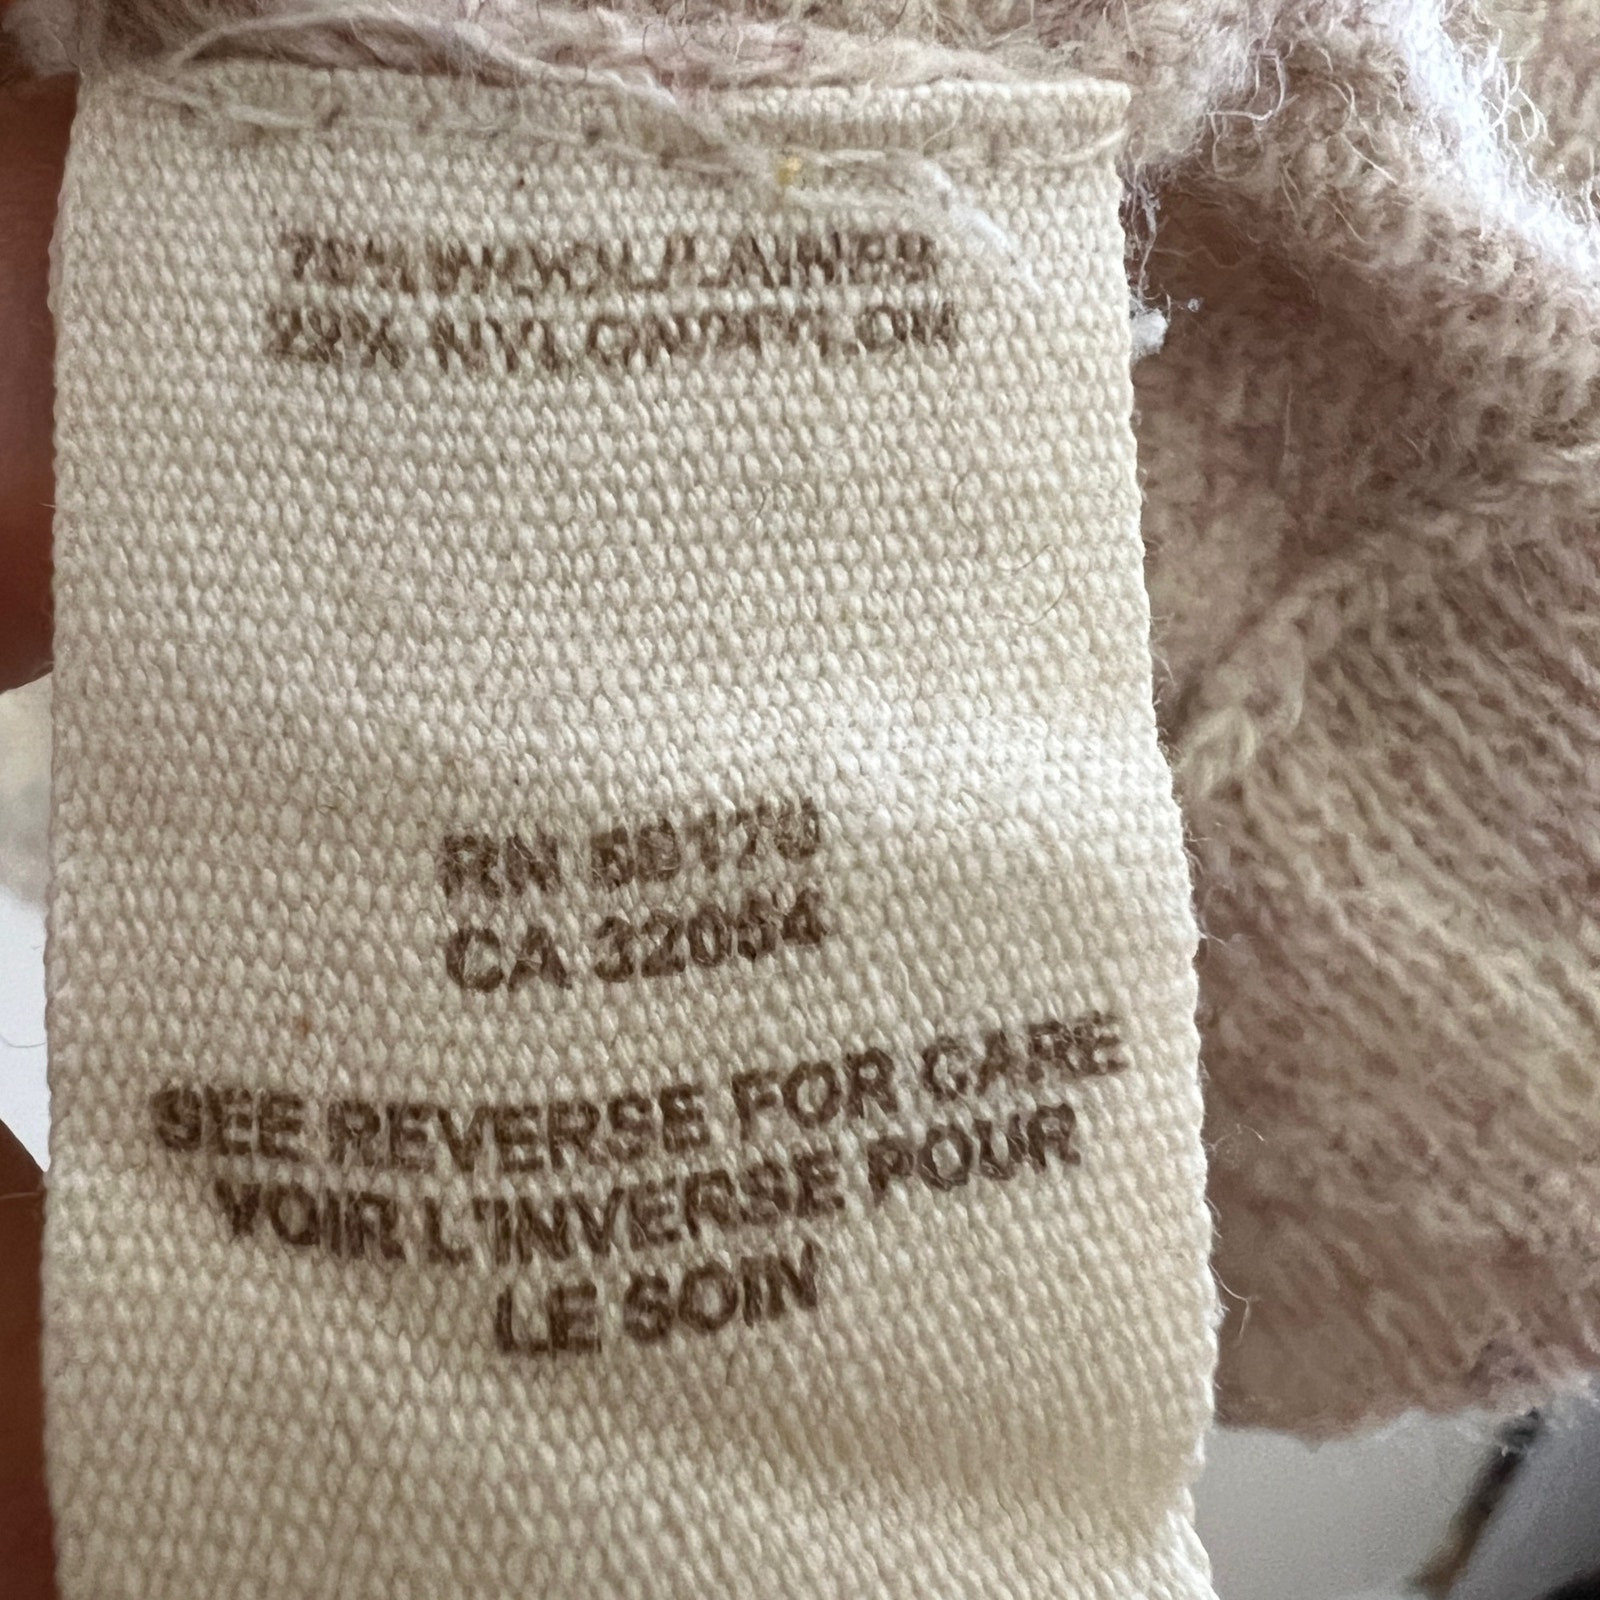 WOOL/LAINE
NYLON/NYLON
RN
CA 32054
SEE REVERSE FOR CARE
VOIR L'INVERSE POUR
LE SOIN